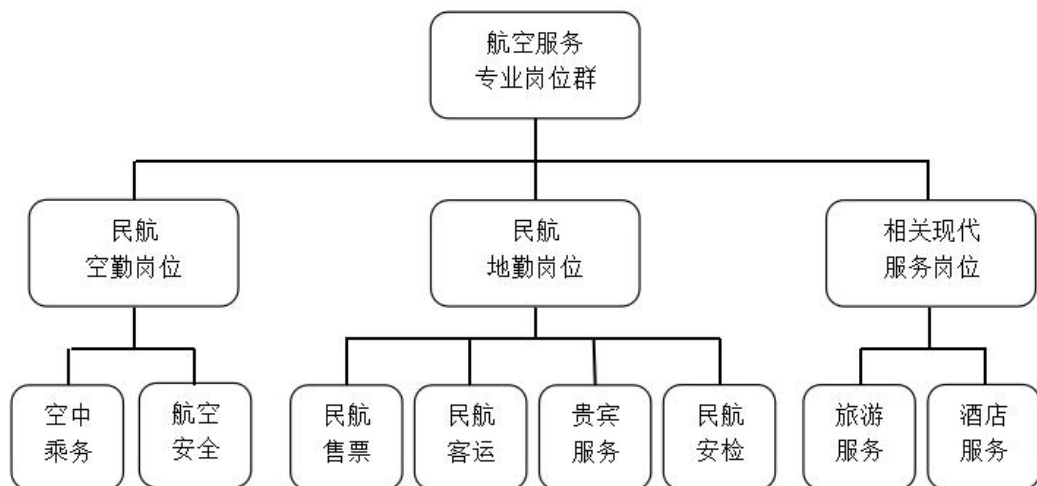 航空服务
专业岗位群
民航
空勤岗位
民航
地勤岗位
相关现代
服务岗位
空中
乘务
航空
安全
民航
售票
民航
客运
贵宾
服务
民航
安检
旅游
服务
酒店
服务